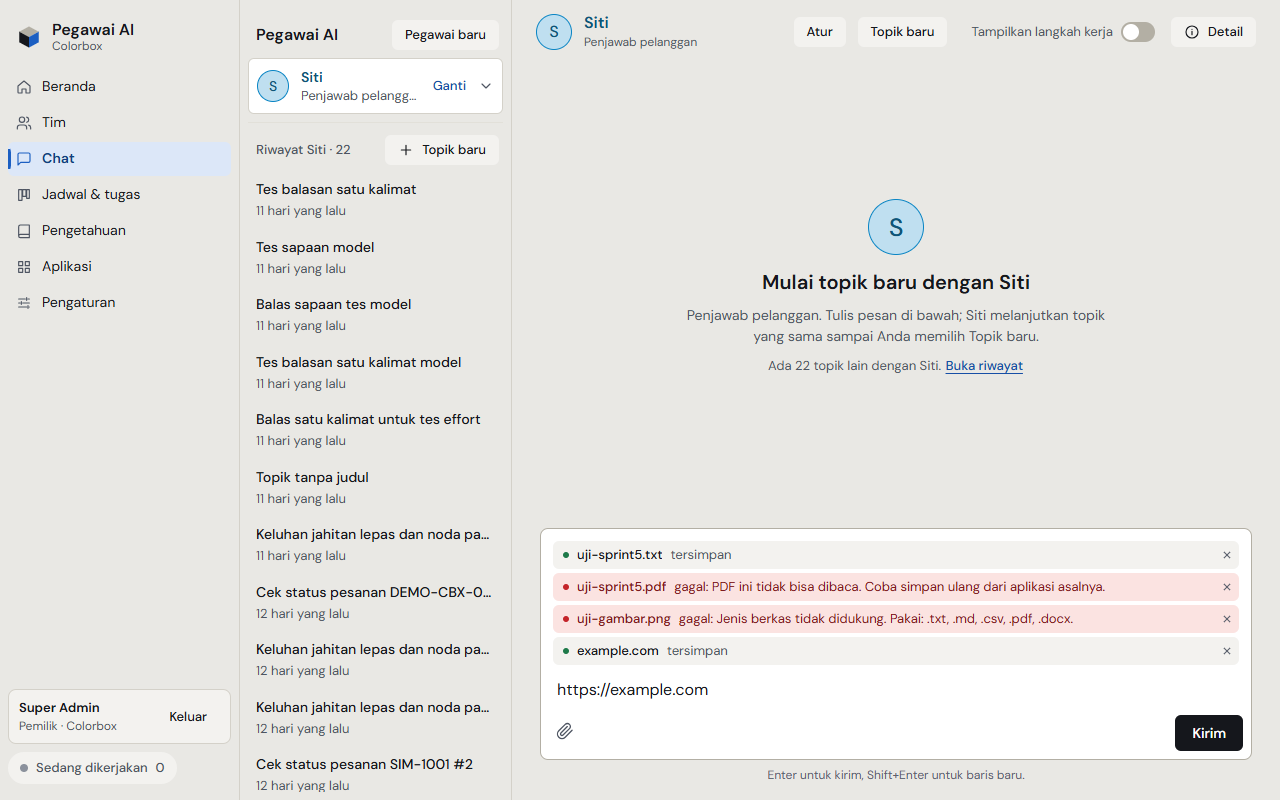 Pegawai AI
Colorbox
Beranda
Tim
Chat
Jadwal & tugas
Pengetahuan
Aplikasi
Pengaturan
Super Admin
Pemilik · Colorbox
Keluar
Sedang dikerjakan 0
Pegawai AI
Pegawai baru
S
Siti
Penjawab pelangg...
Ganti
Riwayat Siti · 22
Topik baru
Tes balasan satu kalimat
11 hari yang lalu
Tes sapaan model
11 hari yang lalu
Balas sapaan tes model
11 hari yang lalu
Tes balasan satu kalimat model
11 hari yang lalu
Balas satu kalimat untuk tes effort
11 hari yang lalu
Topik tanpa judul
11 hari yang lalu
Keluhan jahitan lepas dan noda pa...
11 hari yang lalu
Cek status pesanan DEMO-CBX-0...
12 hari yang lalu
Keluhan jahitan lepas dan noda pa...
12 hari yang lalu
Keluhan jahitan lepas dan noda pa...
12 hari yang lalu
Cek status pesanan SIM-1001 #2
12 hari yang lalu
S
Siti
Penjawab pelanggan
Atur
Topik baru
Tampilkan langkah kerja
Detail
S
Mulai topik baru dengan Siti
Penjawab pelanggan. Tulis pesan di bawah; Siti melanjutkan topik
yang sama sampai Anda memilih Topik baru.
Ada 22 topik lain dengan Siti. Buka riwayat
uji-sprint5.txt tersimpan
uji-sprint5.pdf gagal: PDF ini tidak bisa dibaca. Coba simpan ulang dari aplikasi asalnya.
uji-gambar.png gagal: Jenis berkas tidak didukung. Pakai: .txt, .md, .csv, .pdf, .docx.
example.com tersimpan
https://example.com
Kirim
Enter untuk kirim, Shift+Enter untuk baris baru.